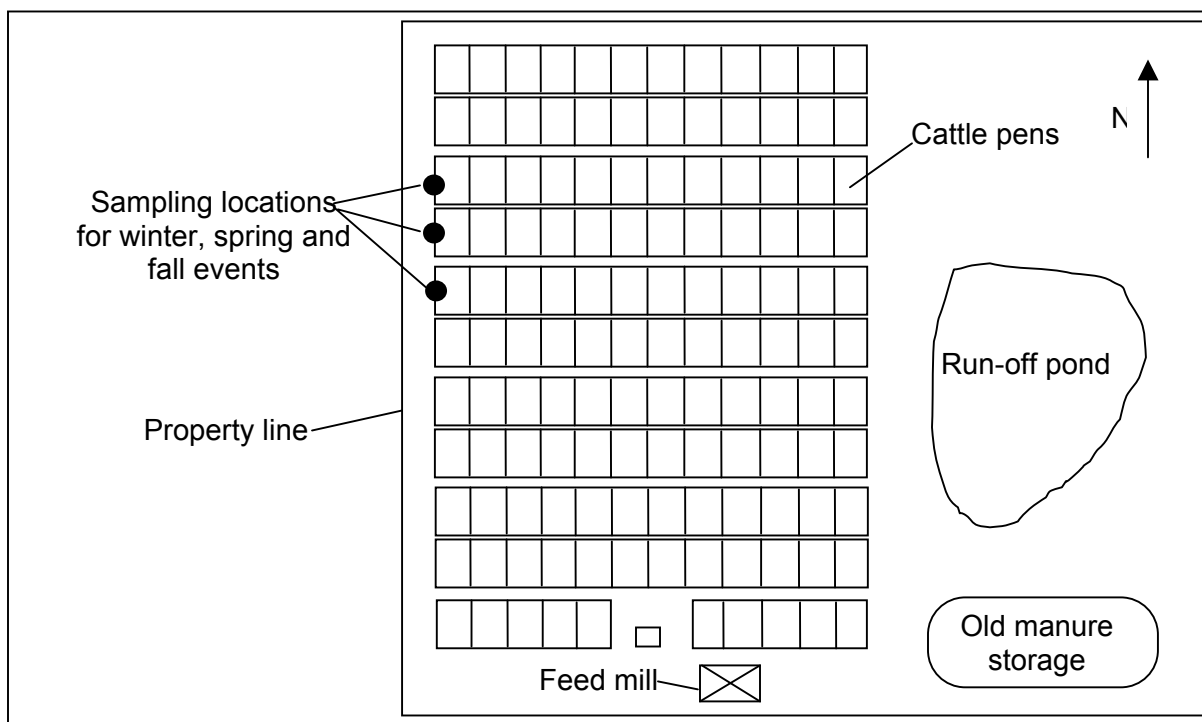 N
Cattle pens
Sampling locations
for winter, spring and
fall events
Run-off pond
Property line
Old manure
storage
Feed mill